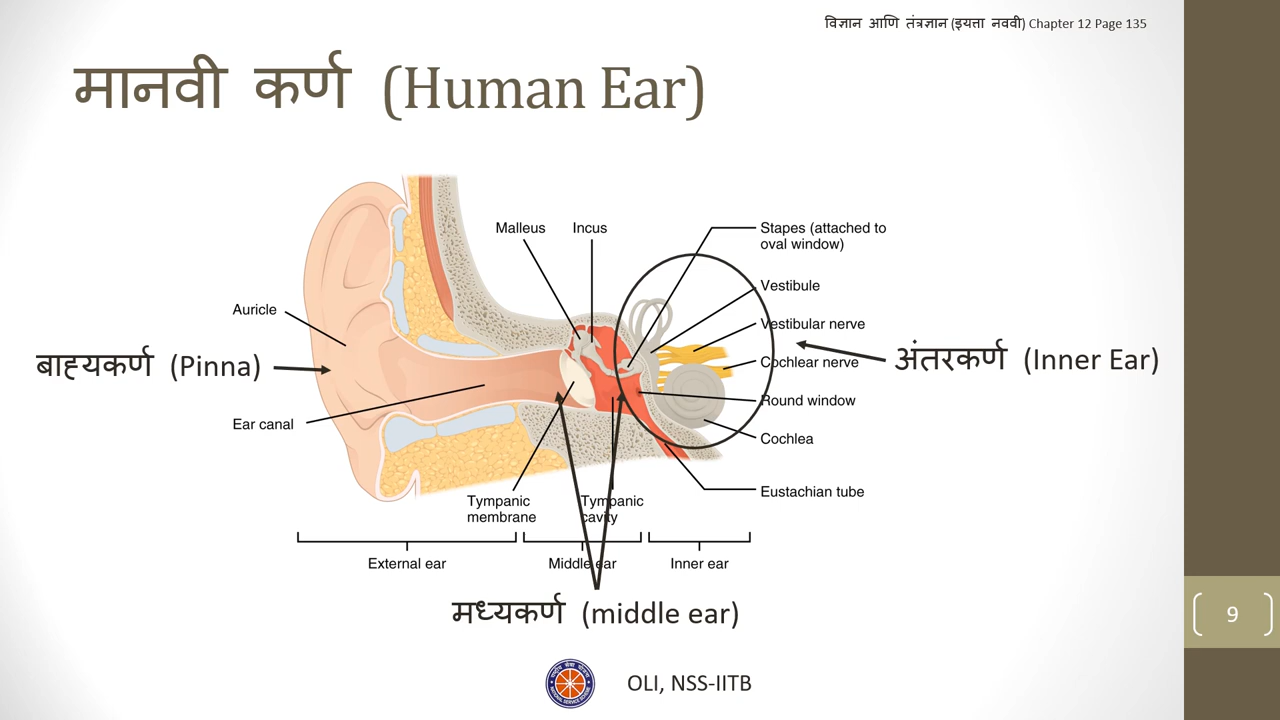 विज्ञान आणि तंत्रज्ञान (इयत्ता नववी) Chapter 12 Page 135
मानवी कर्ण (Human Ear)
Malleus
Incus
Stapes (attached to
oval window)
Vestibule
Auricle
Vestibular nerve
बाह्यकर्ण (Pinna)
Cochlear nerve
अंतरकर्ण (Inner Ear)
Round window
Ear canal
Cochlea
Eustachian tube
Tympanic
membrane
Tympanic
cavity
External ear
Middle ear
Inner ear
मध्यकर्ण (middle ear)
9
OLI, NSS-IITB